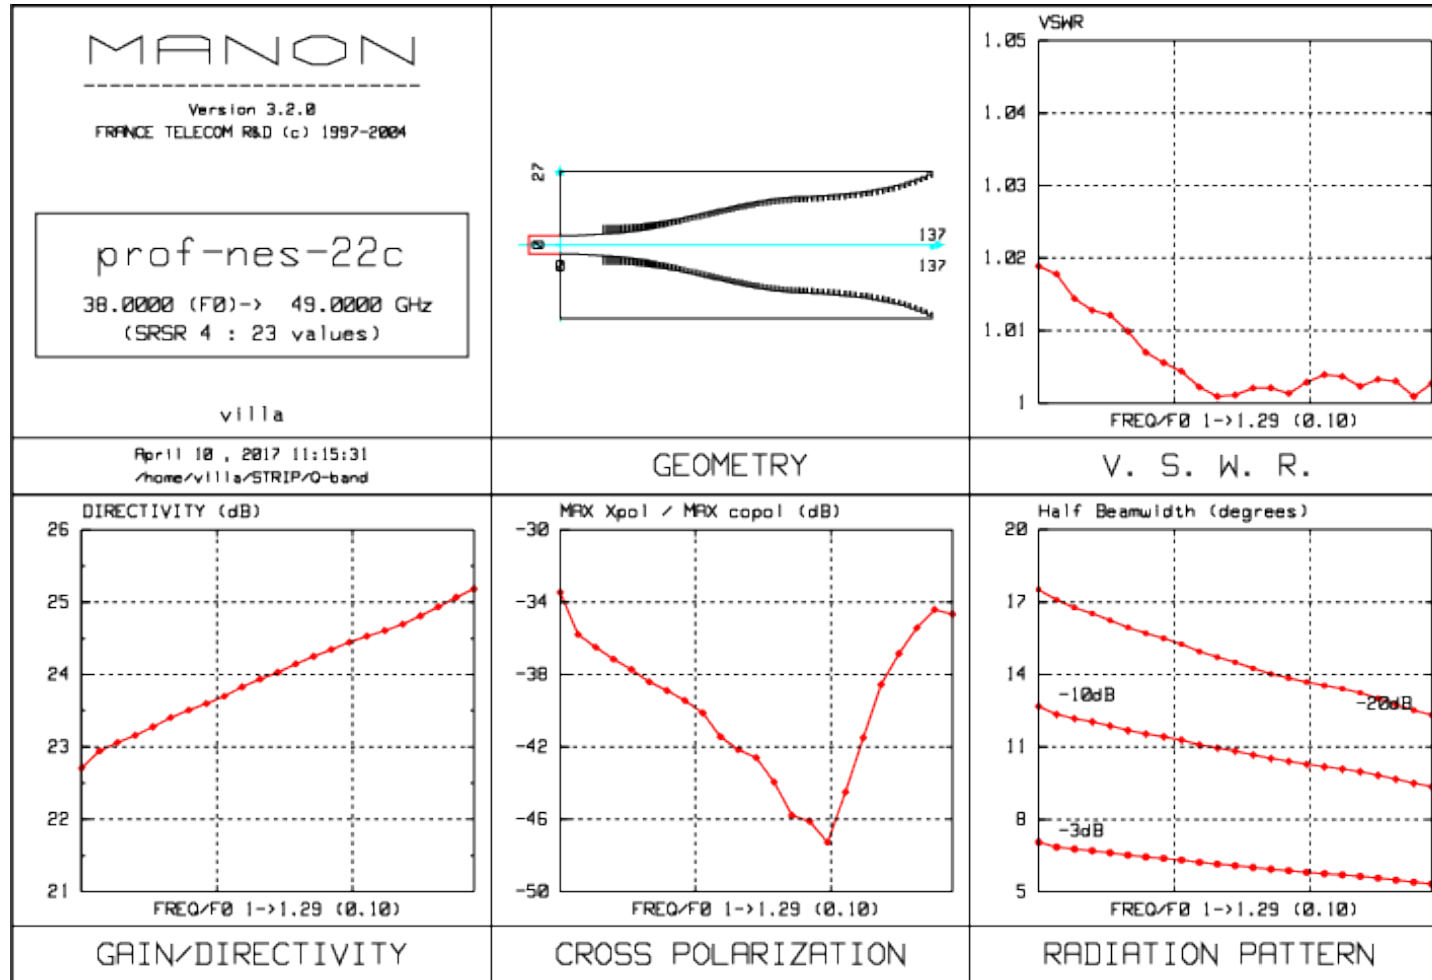 MANON
-----------------------------
Version 3.2.0
FRANCE TELECOM R&D (c) 1997-2004
prof-nes-22c
38.0000 (F0)-> 49.0000 GHz
(SRSR 4 : 23 values)
villa
April 10 , 2017 11:15:31
/home/villa/STRIP/Q-band
27
0
137
137
GEOMETRY
VSWR
1.05
1.04
1.03
1.02
1.01
1
FREQ/F0 1->1.29 (0.10)
V. S. W. R.
DIRECTIVITY (dB)
26
25
24
23
22
21
FREQ/F0 1->1.29 (0.10)
GAIN/DIRECTIVITY
MAX Xpol / MAX copol (dB)
-30
-34
-38
-42
-46
-50
FREQ/F0 1->1.29 (0.10)
CROSS POLARIZATION
Half Beamwidth (degrees)
20
17
14
11
8
5
-10dB
-20dB
-3dB
FREQ/F0 1->1.29 (0.10)
RADIATION PATTERN